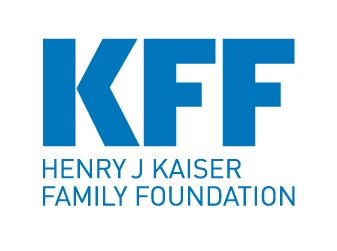 KFF
HENRY J KAISER
FAMILY FOUNDATION